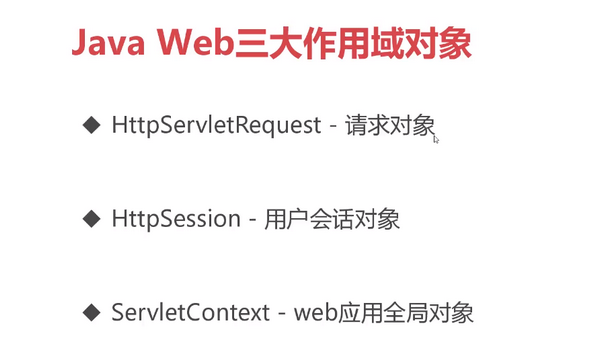 Java Web三大作用域对象
◆ HttpServletRequest - 请求对象
◆ HttpSession - 用户会话对象
◆ ServletContext - web应用全局对象